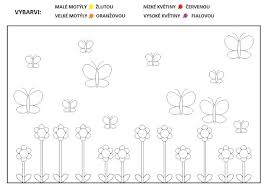 VYBARVI:
MALÉ MOTÝLY ŽLUTOU
NÍZKÉ KVĚTINY ČERVENOU
VELKÉ MOTÝLY ORANŽOVOU
VYSOKÉ KVĚTINY FIALOVOU